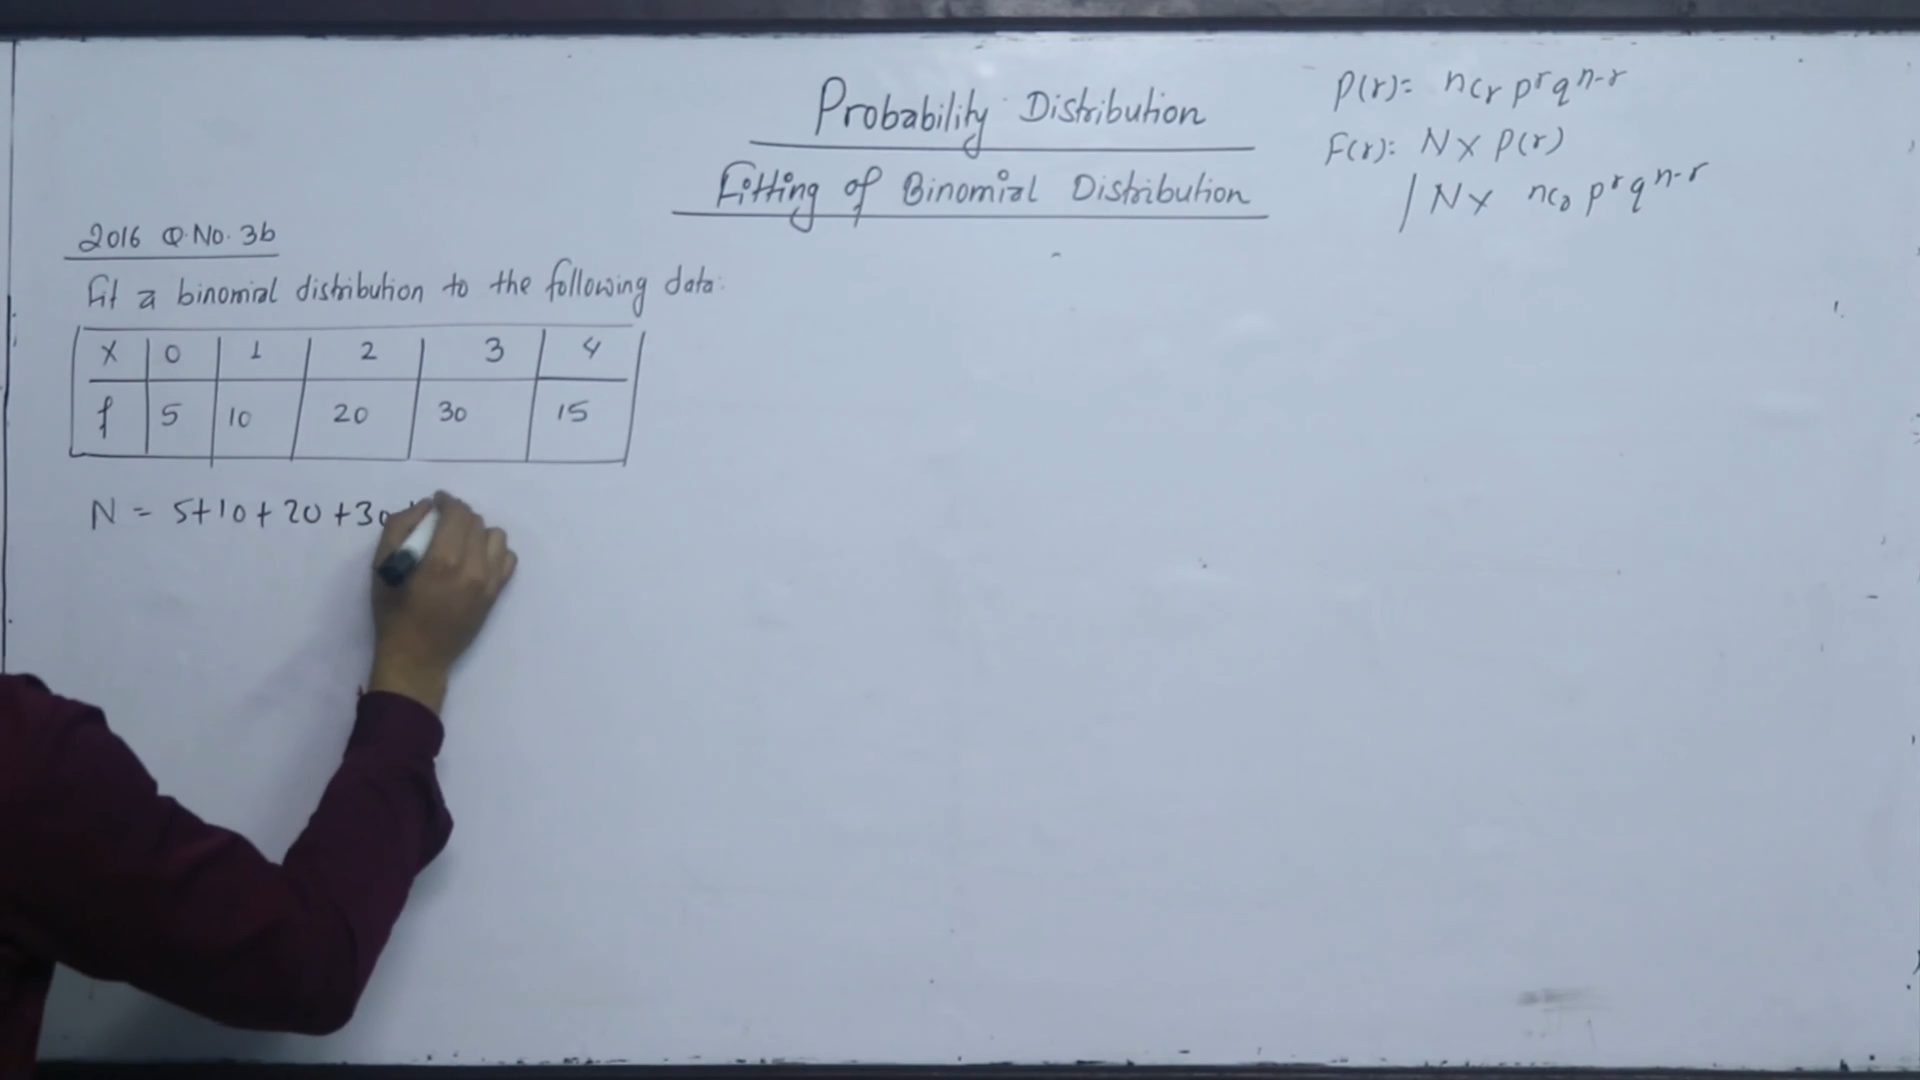 Probability Distribution
Fitting of Binomial Distribution
P(r)= ncr p^r q^n-r
F(r): N x P(r)
/ N x nc₀ p^r q^n-r
2016 Q.No. 3b
Fit a binomial distribution to the following data:
X 0 1 2 3 4
f 5 10 20 30 15
N = 5+10+20+30